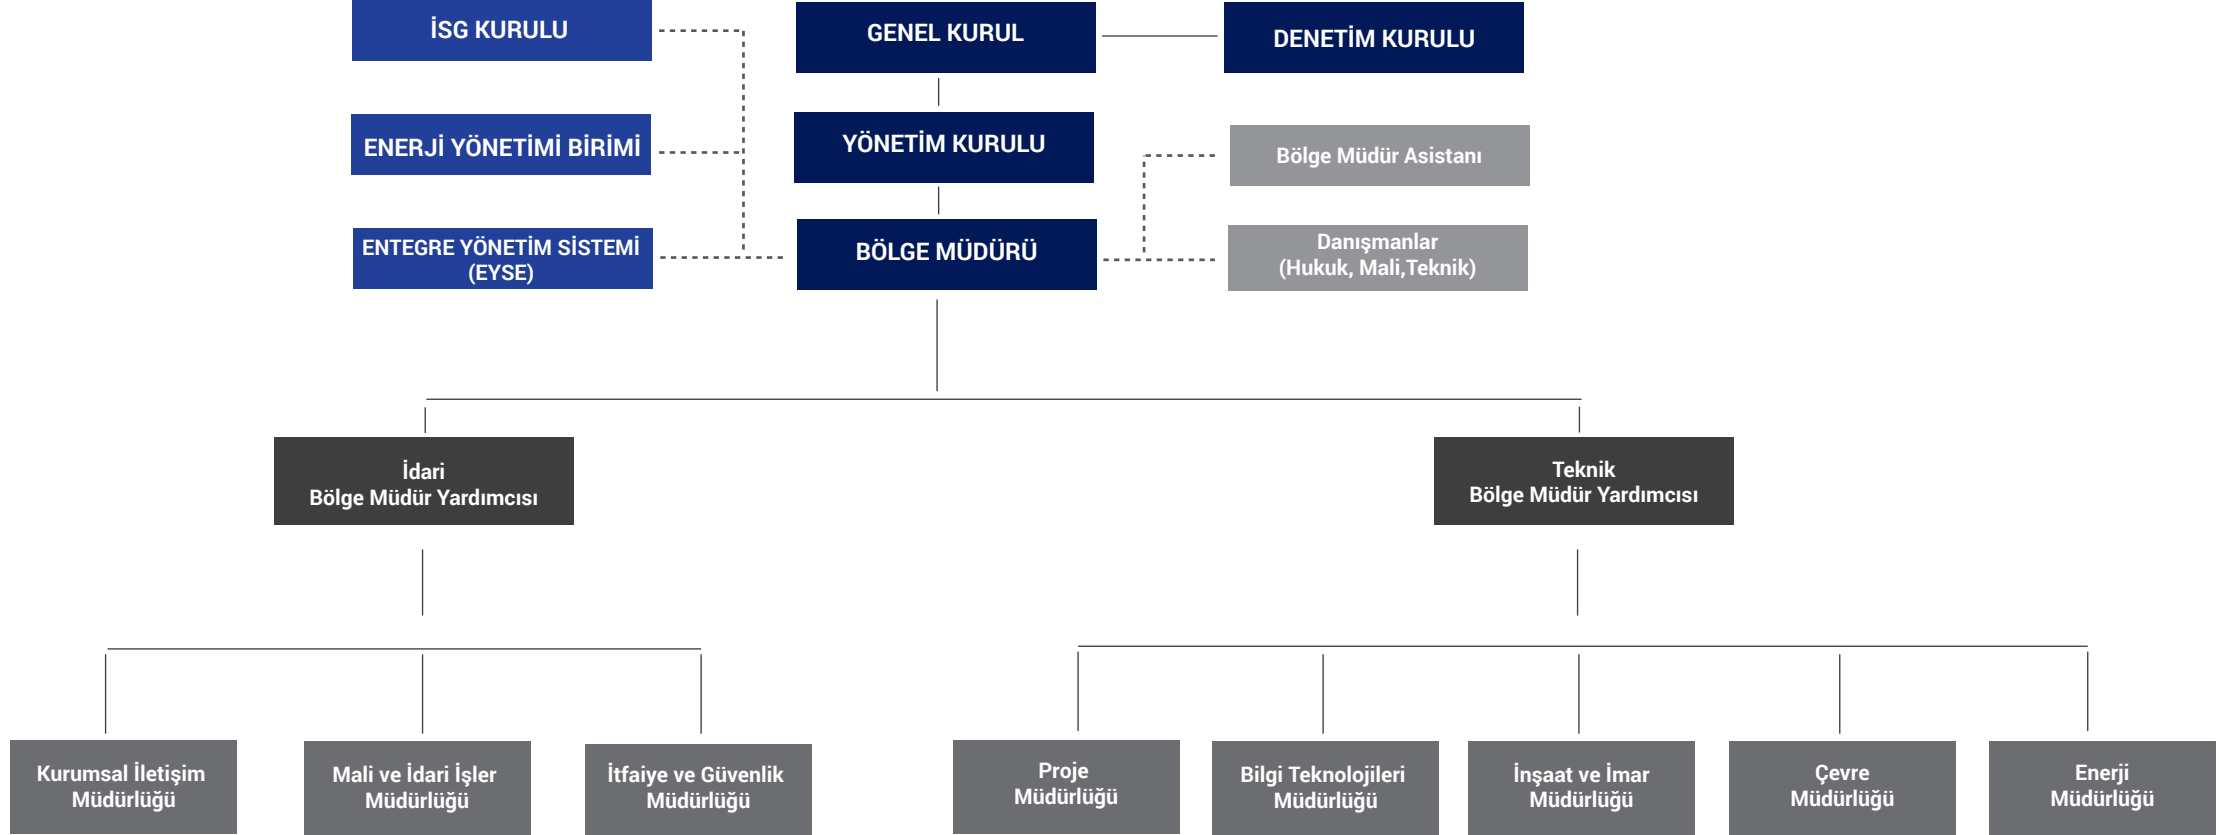 İSG KURULU
GENEL KURUL
DENETİM KURULU
ENERJİ YÖNETİMİ BİRİMİ
YÖNETİM KURULU
Bölge Müdür Asistanı
ENTEGRE YÖNETİM SİSTEMİ
(EYSE)
BÖLGE MÜDÜRÜ
Danışmanlar
(Hukuk, Mali,Teknik)
İdari
Bölge Müdür Yardımcısı
Teknik
Bölge Müdür Yardımcısı
Kurumsal İletişim
Müdürlüğü
Mali ve İdari İşler
Müdürlüğü
İtfaiye ve Güvenlik
Müdürlüğü
Proje
Müdürlüğü
Bilgi Teknolojileri
Müdürlüğü
İnşaat ve İmar
Müdürlüğü
Çevre
Müdürlüğü
Enerji
Müdürlüğü